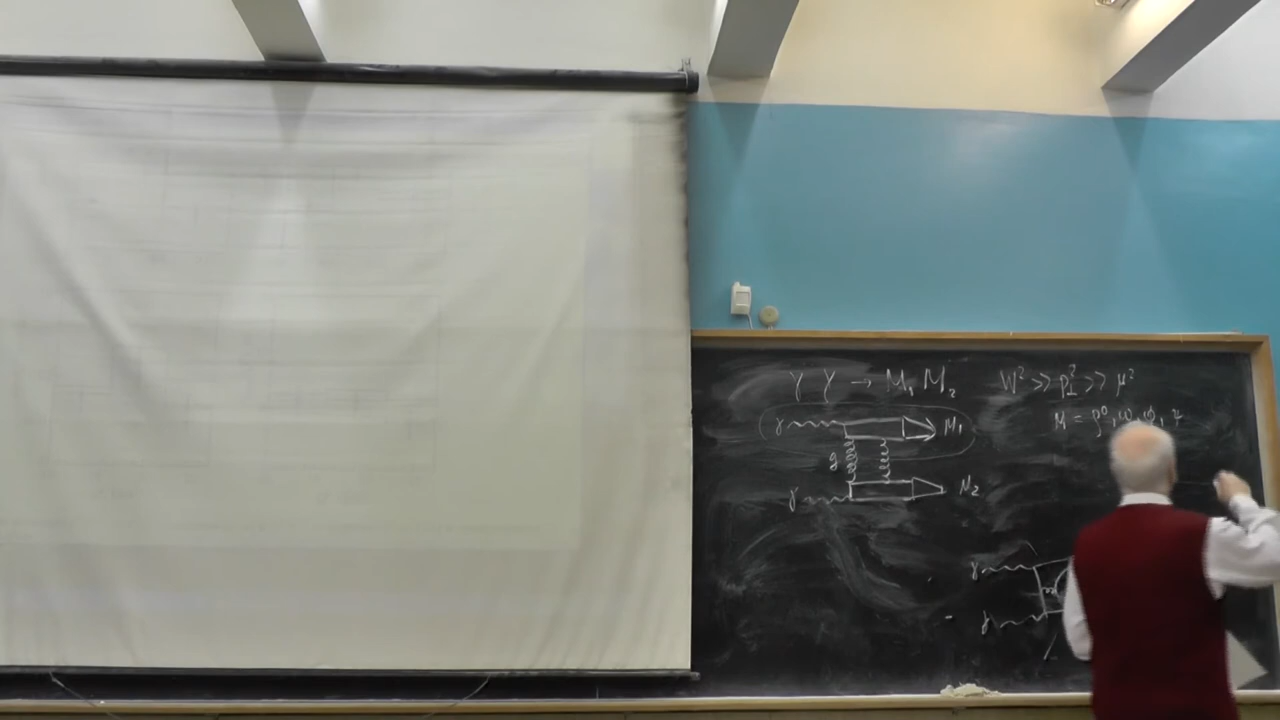 γ γ → M₁ M₂ W² >> p⊥² >> μ²
M = ρ⁰, ω, φ, ψ
γ M₁
g
γ M₂
γ
γ